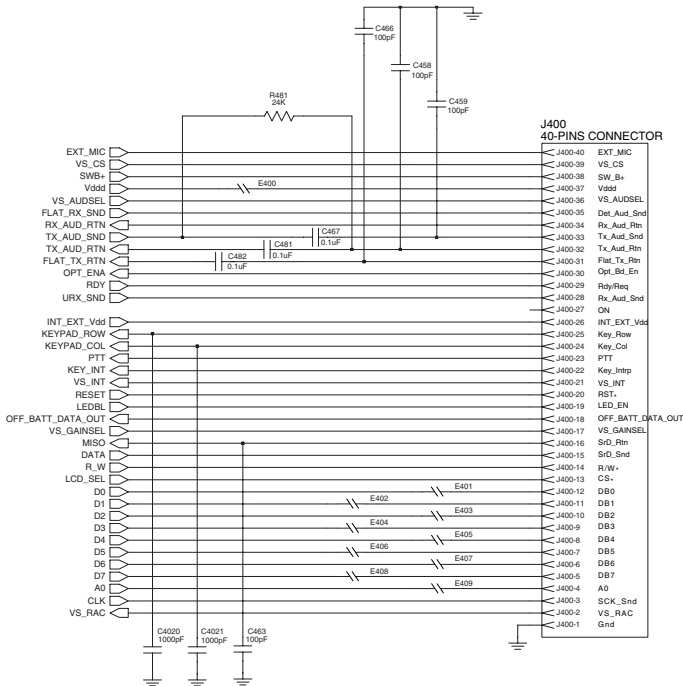 C466
100pF
C458
100pF
R481
24K
C459
100pF
J400
40-PINS CONNECTOR
EXT_MIC J400-40 EXT_MIC
VS_CS J400-39 VS_CS
SWB+ J400-38 SW_B+
Vddd E400 J400-37 Vddd
VS_AUDSEL J400-36 VS_AUDSEL
FLAT_RX_SND J400-35 Det_Aud_Snd
RX_AUD_RTN J400-34 Rx_Aud_Rtn
TX_AUD_SND C467 0.1uF J400-33 Tx_Aud_Snd
TX_AUD_RTN C481 0.1uF J400-32 Tx_Aud_Rtn
FLAT_TX_RTN C482 0.1uF J400-31 Flat_Tx_Rtn
OPT_ENA J400-30 Opt_Bd_En
RDY J400-29 Rdy/Req
URX_SND J400-28 Rx_Aud_Snd
J400-27 ON
INT_EXT_Vdd J400-26 INT_EXT_Vdd
KEYPAD_ROW J400-25 Key_Row
KEYPAD_COL J400-24 Key_Col
PTT J400-23 PTT
KEY_INT J400-22 Key_Intrp
VS_INT J400-21 VS_INT
RESET J400-20 RST*
LEDBL J400-19 LED_EN
OFF_BATT_DATA_OUT J400-18 OFF_BATT_DATA_OUT
VS_GAINSEL J400-17 VS_GAINSEL
MISO J400-16 SrD_Rtn
DATA J400-15 SrD_Snd
R_W J400-14 R/W*
LCD_SEL J400-13 CS*
D0 E401 J400-12 DB0
D1 E402 J400-11 DB1
D2 E403 J400-10 DB2
D3 E404 J400-9 DB3
D4 E405 J400-8 DB4
D5 E406 J400-7 DB5
D6 E407 J400-6 DB6
D7 E408 J400-5 DB7
A0 E409 J400-4 A0
CLK J400-3 SCK_Snd
VS_RAC J400-2 VS_RAC
J400-1 Gnd
C4020 C4021 C463
1000pF 1000pF 100pF